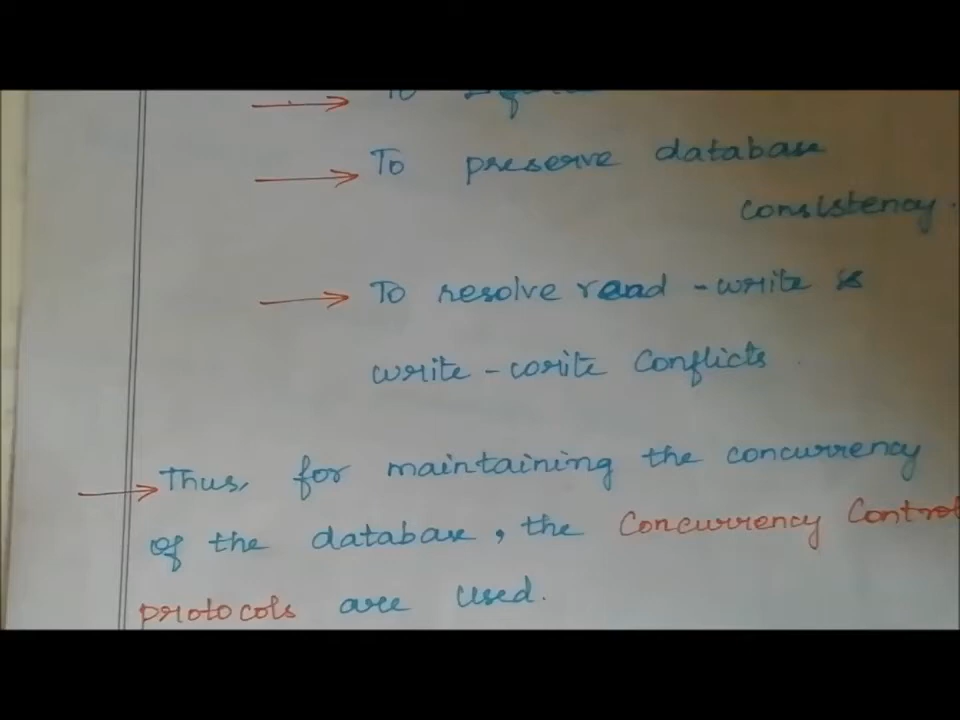 To
To preserve database
consistency.
To resolve read - write &
write - write Conflicts
Thus, for maintaining the concurrency
of the database, the Concurrency Control
protocols are used.